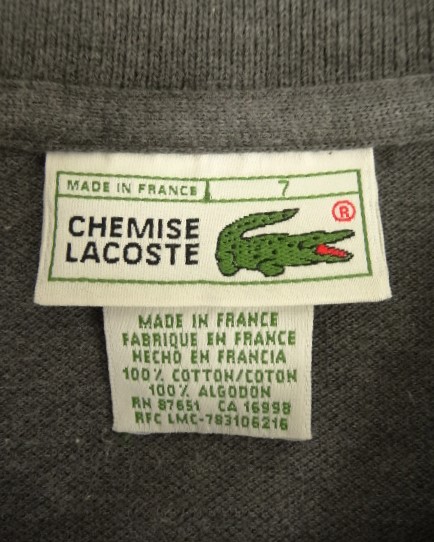 MADE IN FRANCE 7
CHEMISE
LACOSTE
®
MADE IN FRANCE
FABRIQUE EN FRANCE
HECHO EN FRANCIA
100% COTTON/COTON
100% ALGODON
RN 87651 CA 16998
RFC LMC-783106216